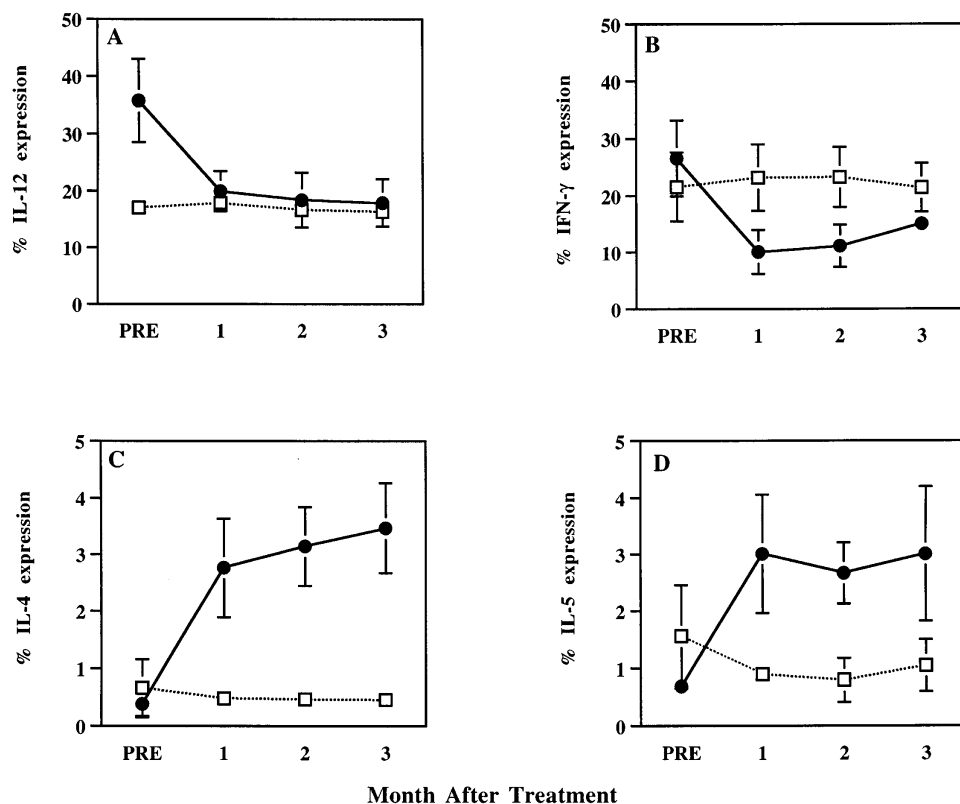 A
% IL-12 expression
50
40
30
20
10
0
PRE 1 2 3
B
% IFN-γ expression
50
40
30
20
10
0
PRE 1 2 3
C
% IL-4 expression
5
4
3
2
1
0
PRE 1 2 3
D
% IL-5 expression
5
4
3
2
1
0
PRE 1 2 3
Month After Treatment